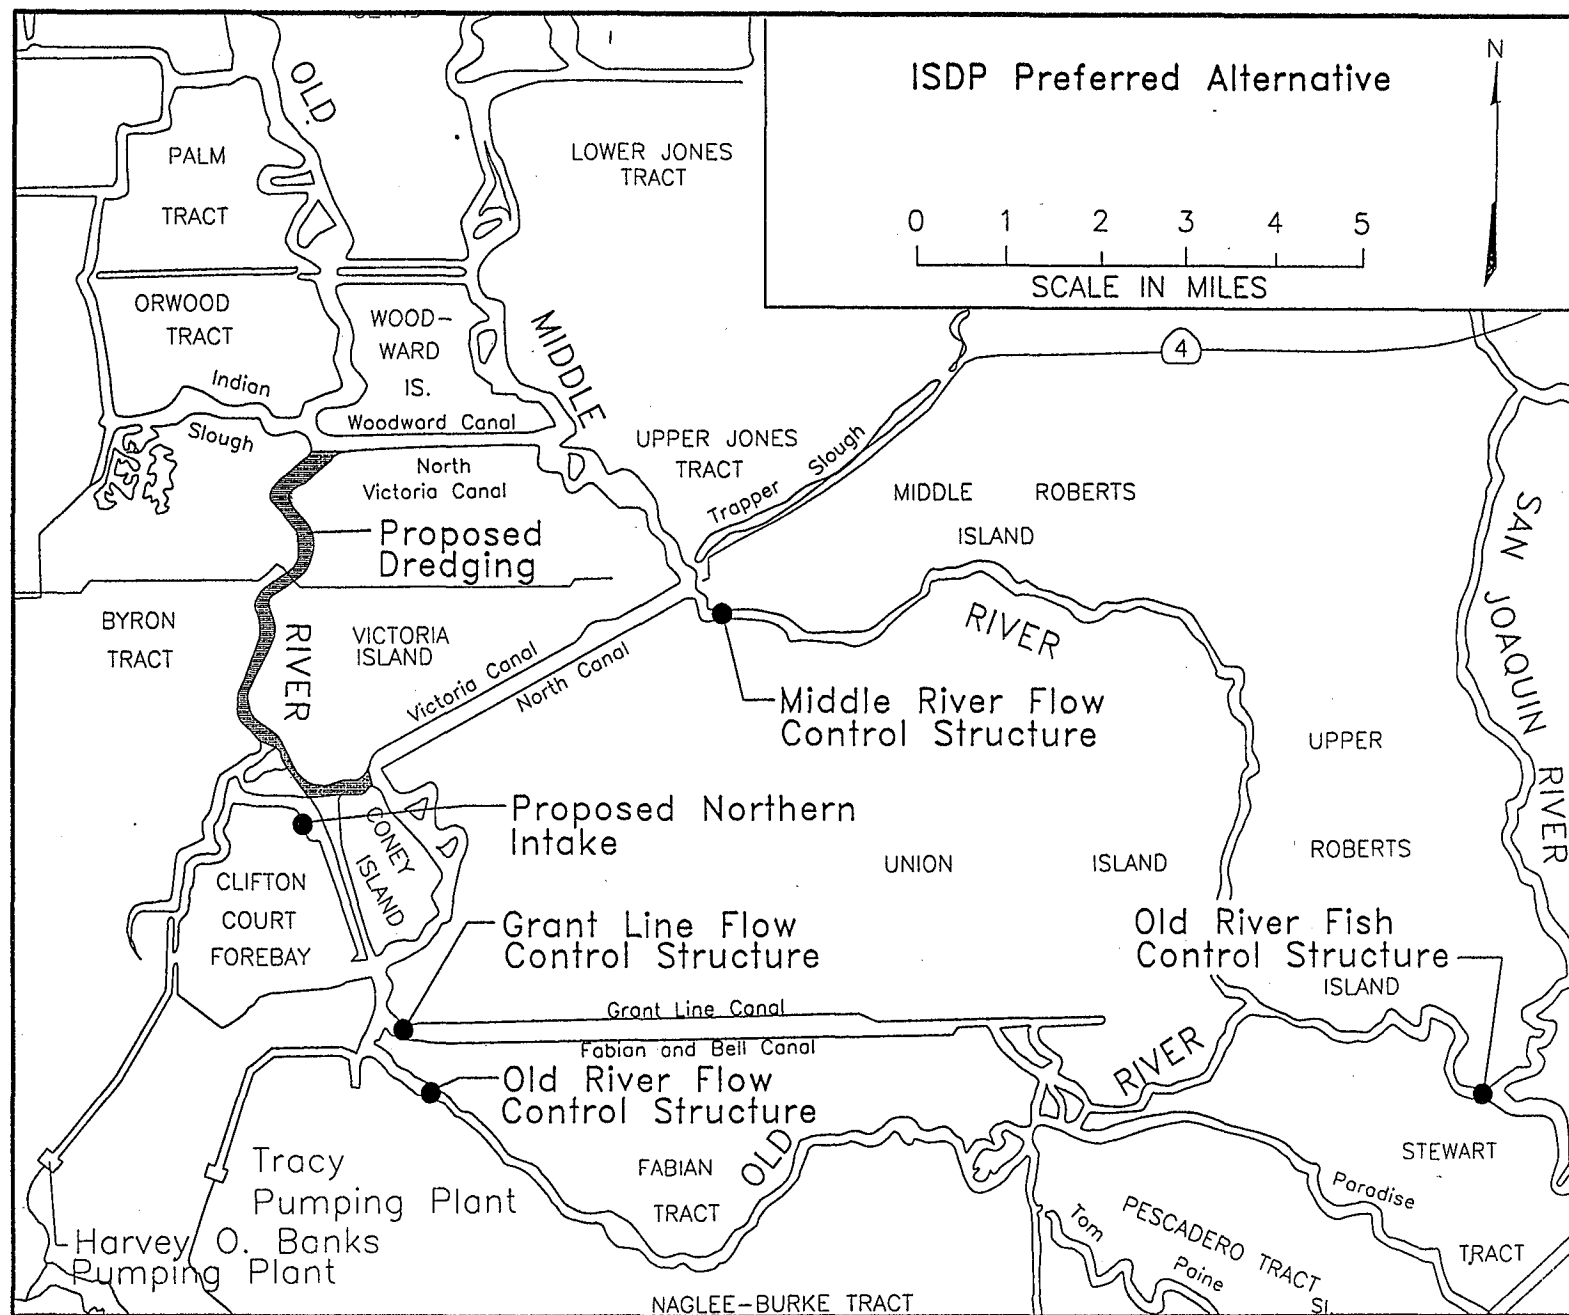 ISDP Preferred Alternative
N
0 1 2 3 4 5
SCALE IN MILES
OLD
PALM
TRACT
LOWER JONES
TRACT
ORWOOD
TRACT
WOOD-
WARD
IS.
MIDDLE
4
Indian
Slough
Woodward Canal
North
Victoria Canal
UPPER JONES
TRACT
Trapper Slough
MIDDLE ROBERTS
ISLAND
SAN JOAQUIN RIVER
Proposed
Dredging
BYRON
TRACT
RIVER
VICTORIA
ISLAND
Victoria Canal
North Canal
RIVER
Middle River Flow
Control Structure
UPPER
ROBERTS
ISLAND
Proposed Northern
Intake
CONEY
ISLAND
UNION ISLAND
CLIFTON
COURT
FOREBAY
Grant Line Flow
Control Structure
Old River Fish
Control Structure
Grant Line Canal
Fabian and Bell Canal
Old River Flow
Control Structure
RIVER
OLD
FABIAN
TRACT
STEWART
TRACT
Paradise
PESCADERO TRACT
Tom
Paine
Sl.
Tracy
Pumping Plant
Harvey O. Banks
Pumping Plant
NAGLEE-BURKE TRACT